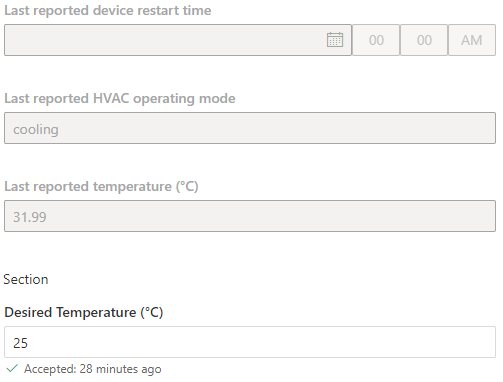 Last reported device restart time
00 00 AM
Last reported HVAC operating mode
cooling
Last reported temperature (°C)
31.99
Section
Desired Temperature (°C)
25
Accepted: 28 minutes ago